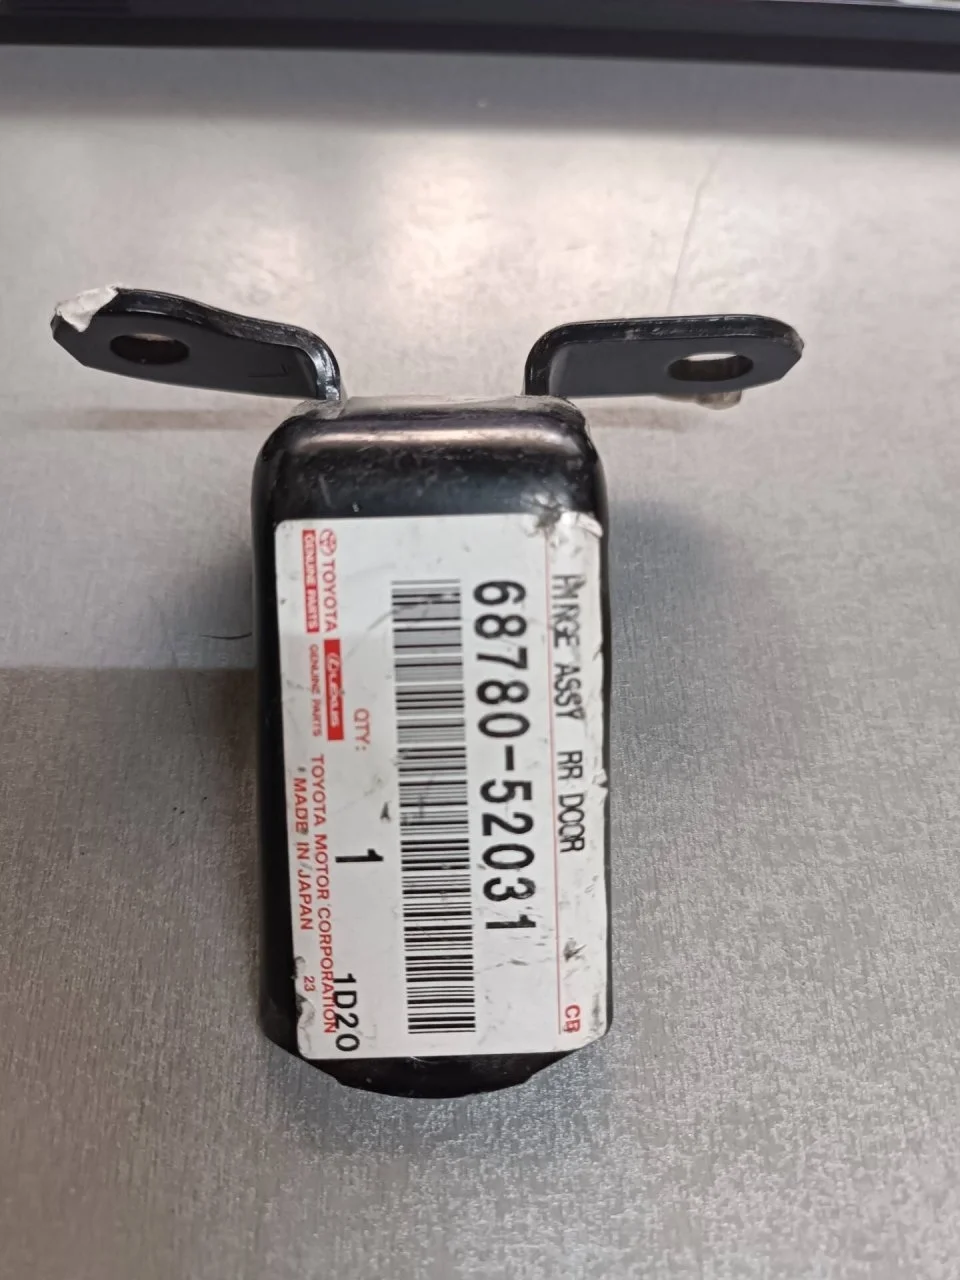 HINGE ASSY RR DOOR
CB
68780-52031
QTY:
1
1D20
TOYOTA
GENUINE PARTS
LEXUS
GENUINE PARTS
TOYOTA MOTOR CORPORATION
MADE IN JAPAN
23